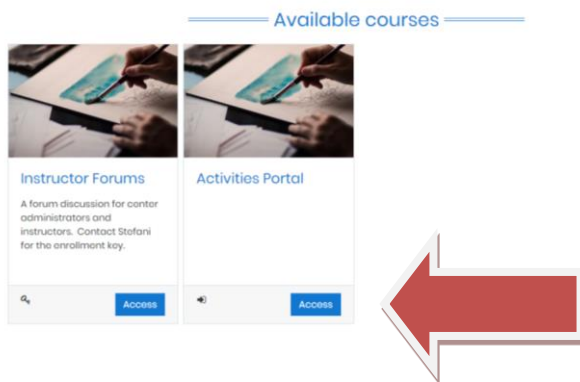 Available courses
Instructor Forums
A forum discussion for center
administrators and
instructors. Contact Stefani
for the enrollment key.
Access
Activities Portal
Access